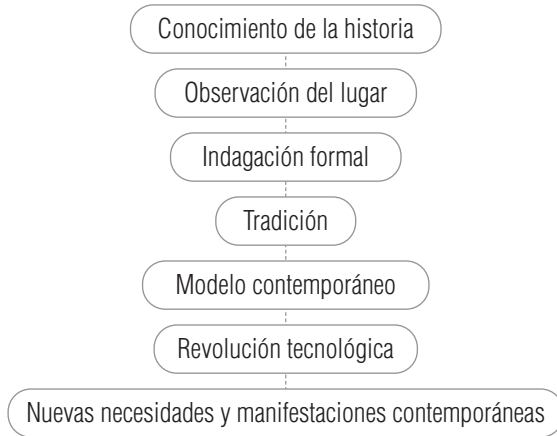 Conocimiento de la historia
Observación del lugar
Indagación formal
Tradición
Modelo contemporáneo
Revolución tecnológica
Nuevas necesidades y manifestaciones contemporáneas